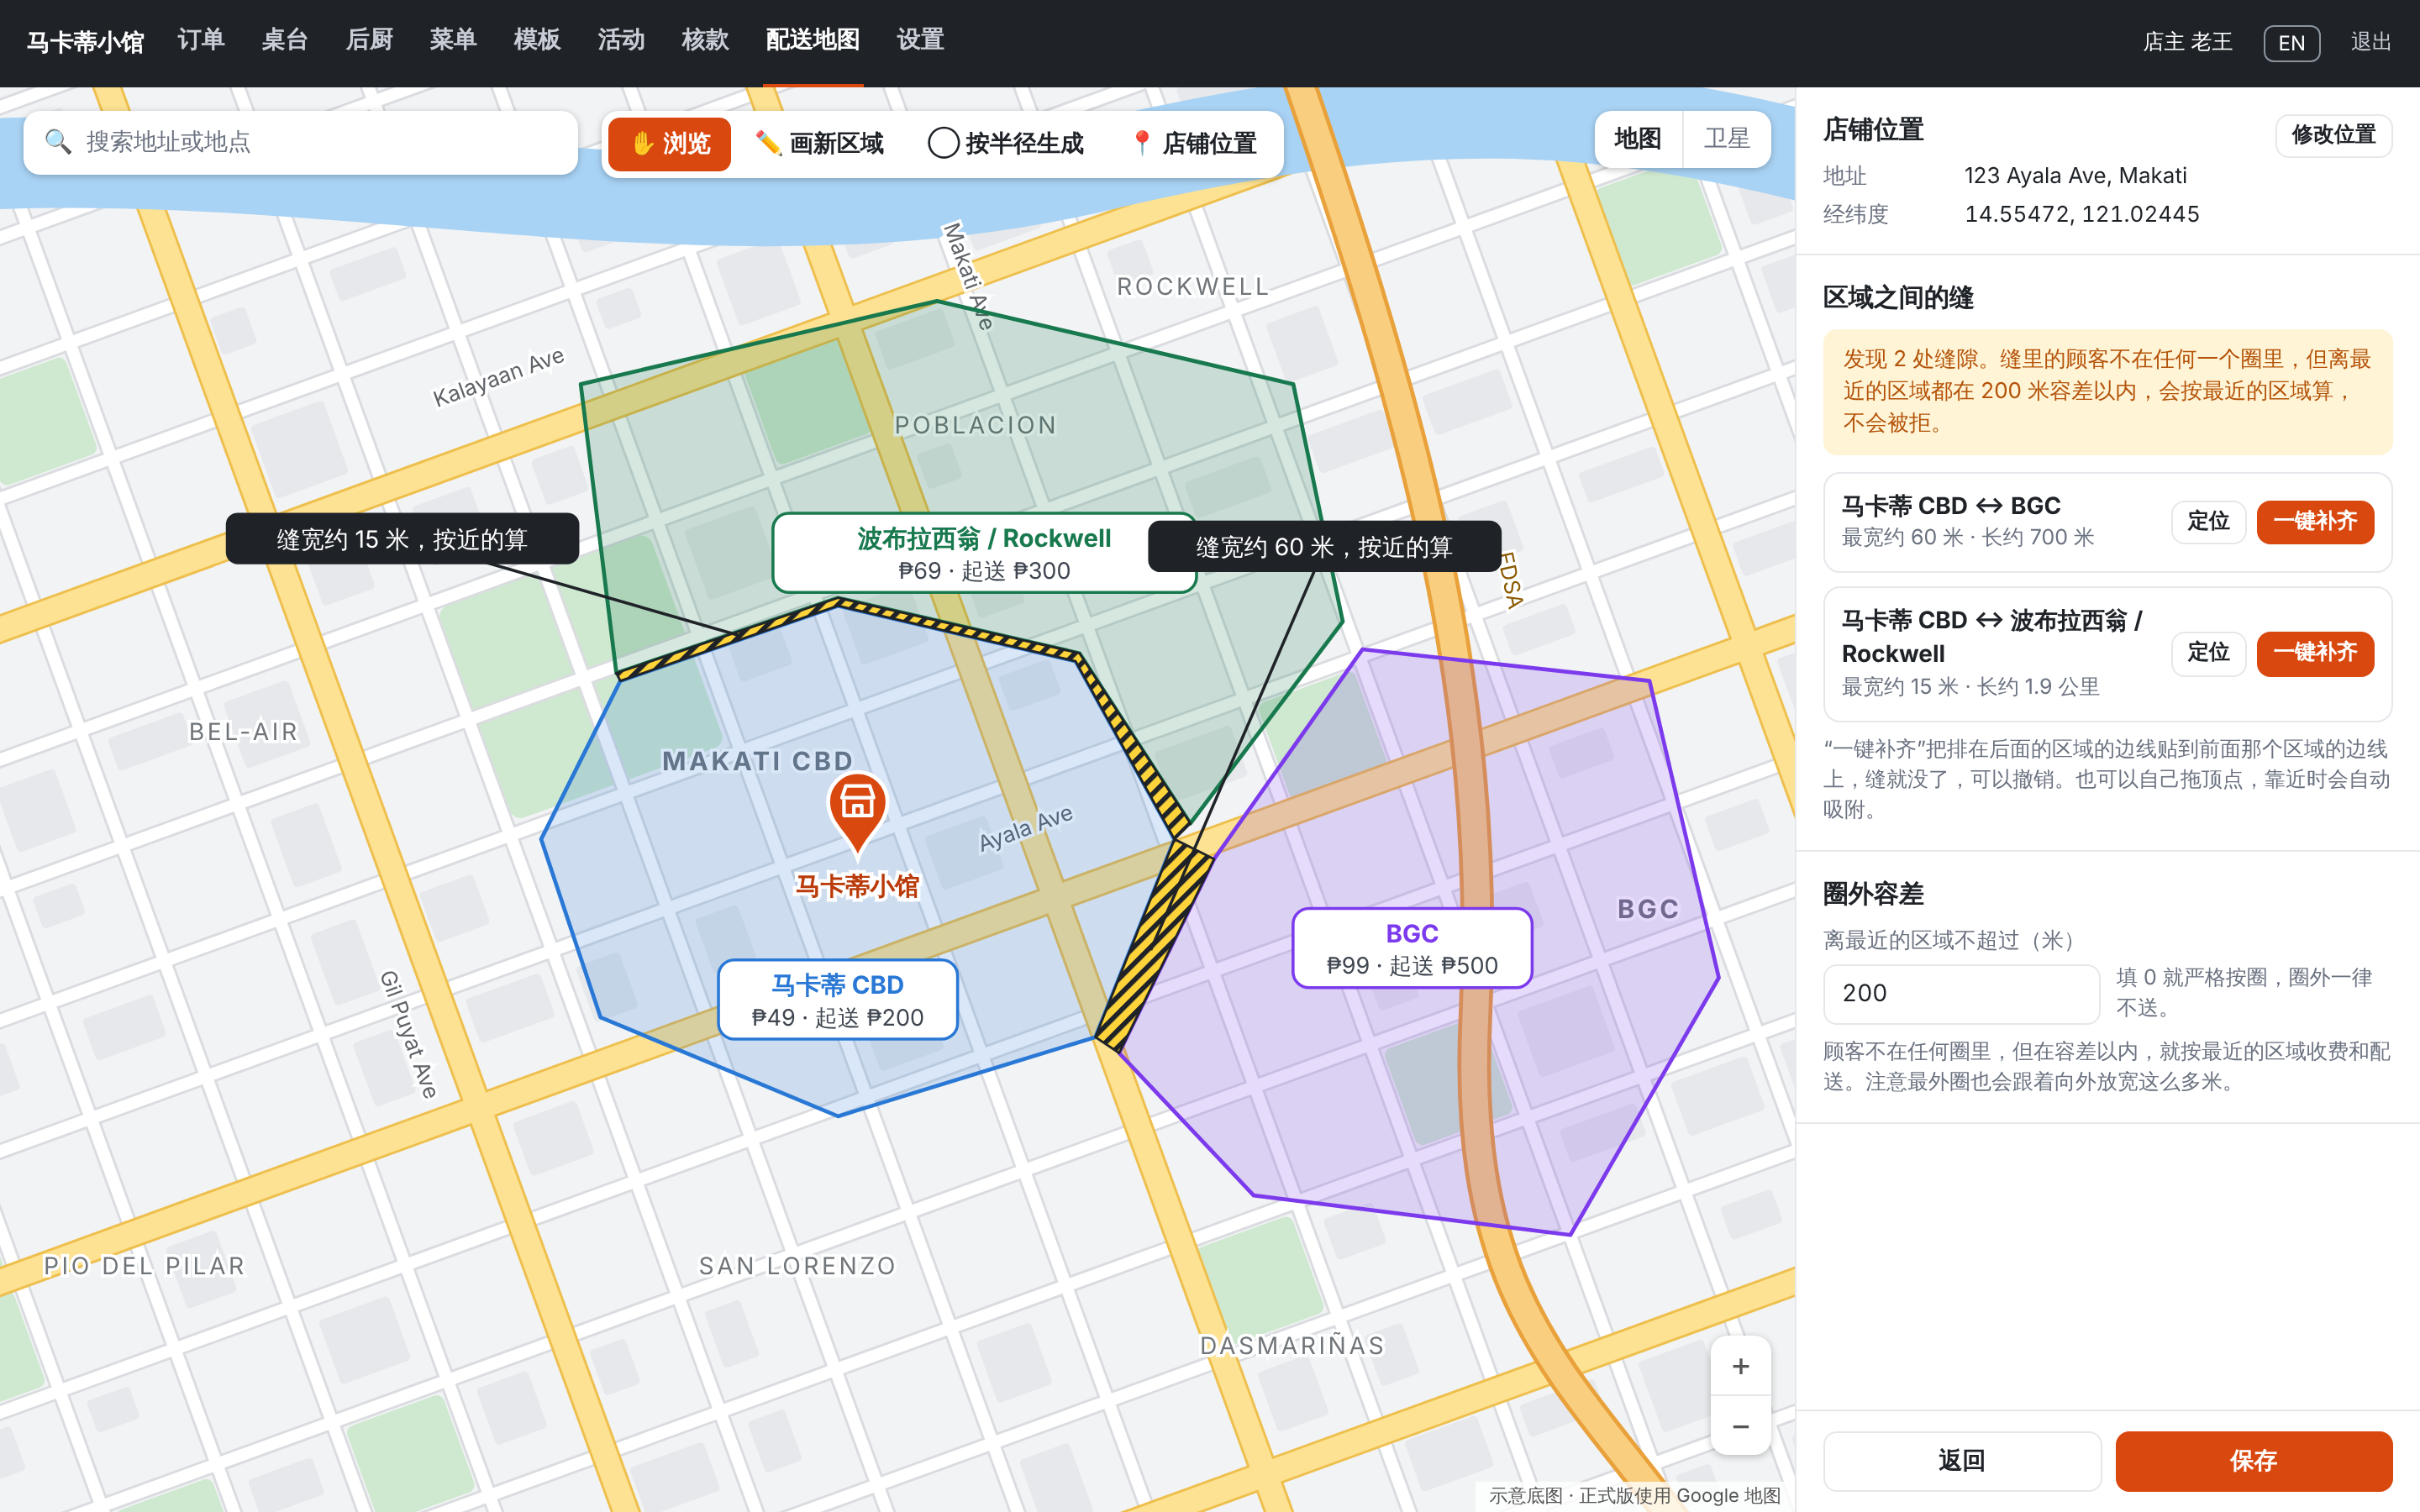 马卡蒂小馆 订单 桌台 后厨 菜单 模板 活动 核款 配送地图 设置 店主 老王 EN 退出
搜索地址或地点
浏览 画新区域 按半径生成 店铺位置
地图 卫星
Makati Ave
ROCKWELL
Kalayaan Ave
POBLACION
缝宽约 15 米，按近的算
波布拉西翁 / Rockwell
₱69 · 起送 ₱300
缝宽约 60 米，按近的算
EDSA
BEL-AIR
MAKATI CBD
Ayala Ave
马卡蒂小馆
BGC
BGC
₱99 · 起送 ₱500
马卡蒂 CBD
₱49 · 起送 ₱200
Gil Puyat Ave
PIO DEL PILAR
SAN LORENZO
DASMARIÑAS
+
−
示意底图 · 正式版使用 Google 地图
店铺位置
修改位置
地址 123 Ayala Ave, Makati
经纬度 14.55472, 121.02445
区域之间的缝
发现 2 处缝隙。缝里的顾客不在任何一个圈里，但离最
近的区域都在 200 米容差以内，会按最近的区域算，
不会被拒。
马卡蒂 CBD ↔ BGC
最宽约 60 米 · 长约 700 米
定位 一键补齐
马卡蒂 CBD ↔ 波布拉西翁 /
Rockwell
最宽约 15 米 · 长约 1.9 公里
定位 一键补齐
“一键补齐”把排在后面的区域的边线贴到前面那个区域的边线
上，缝就没了，可以撤销。也可以自己拖顶点，靠近时会自动
吸附。
圈外容差
离最近的区域不超过（米）
200
填 0 就严格按圈，圈外一律
不送。
顾客不在任何圈里，但在容差以内，就按最近的区域收费和配
送。注意最外圈也会跟着向外放宽这么多米。
返回 保存